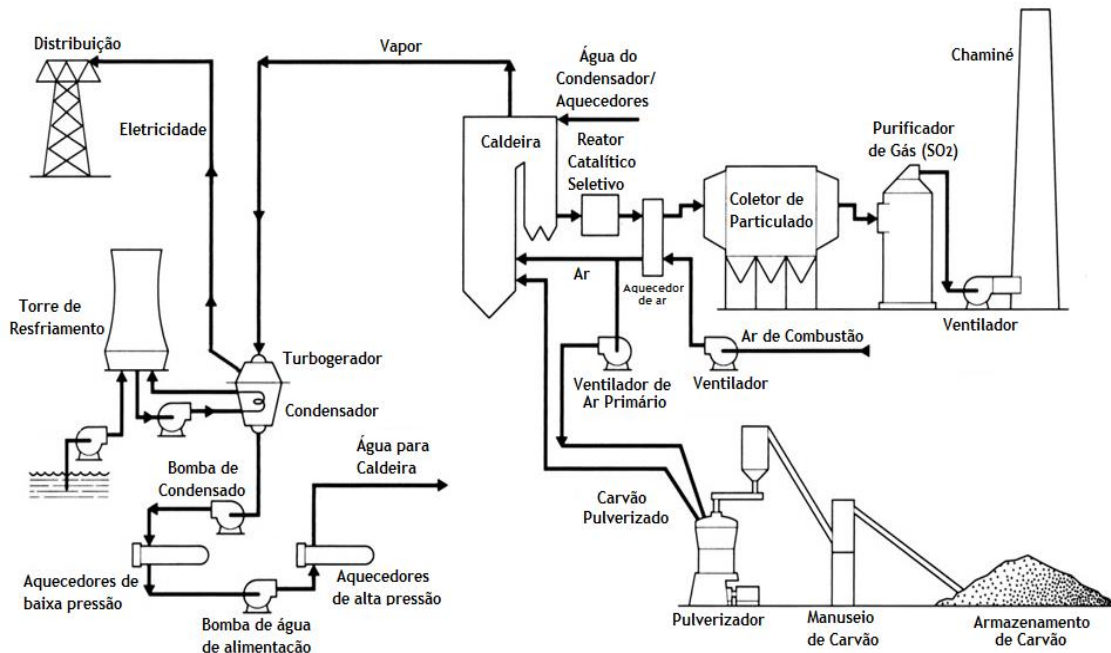 Distribuição
Vapor
Eletricidade
Água do
Condensador/
Aquecedores
Caldeira
Reator
Catalítico
Seletivo
Chaminé
Purificador
de Gás (SO2)
Coletor de
Particulado
Ar
Aquecedor
de ar
Ventilador
Torre de
Resfriamento
Turbogerador
Condensador
Ventilador de
Ar Primário
Ventilador
Ar de Combustão
Água para
Caldeira
Bomba de
Condensado
Carvão
Pulverizado
Aquecedores de
baixa pressão
Aquecedores
de alta pressão
Bomba de água
de alimentação
Pulverizador
Manuseio
de Carvão
Armazenamento
de Carvão